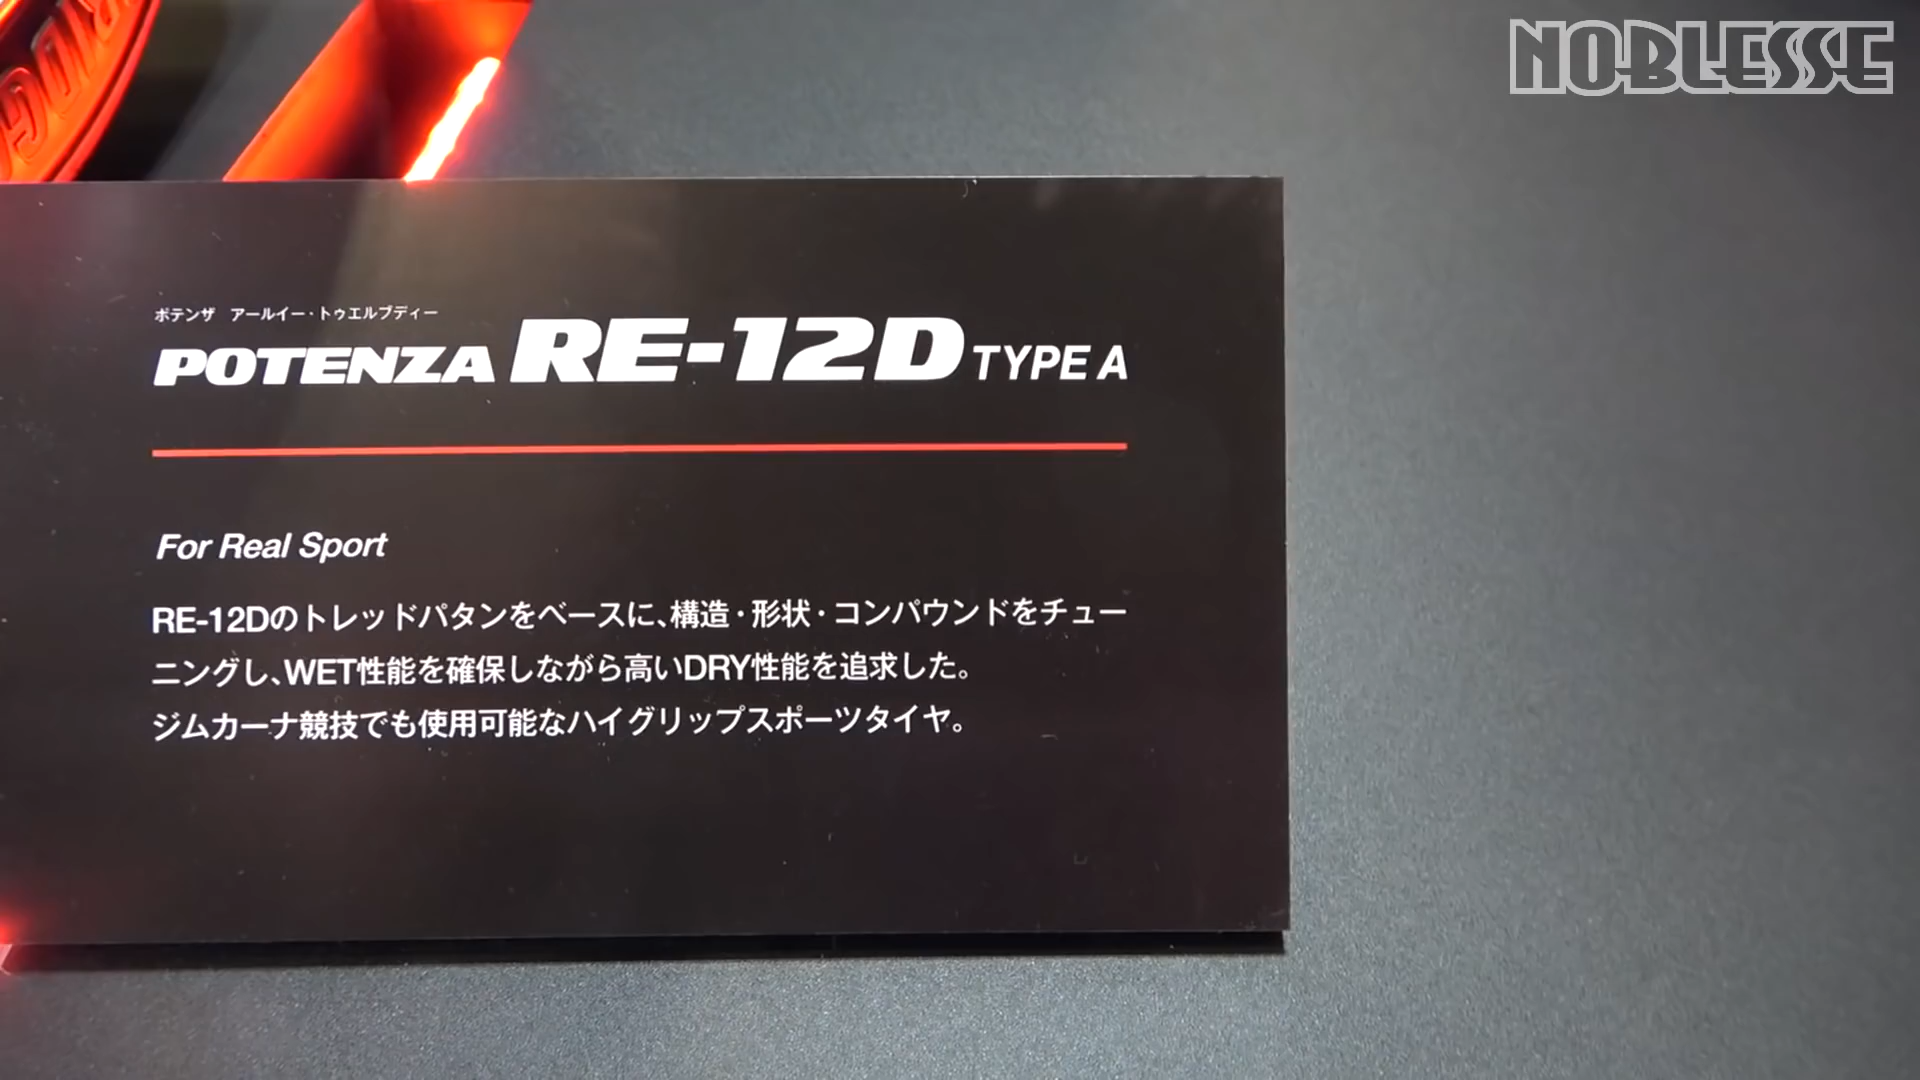 NOBLESSE
ポテンザ アールイー・トゥエルブディー
POTENZA RE-12D TYPE A
For Real Sport
RE-12Dのトレッドパタンをベースに、構造・形状・コンパウンドをチュー
ニングし、WET性能を確保しながら高いDRY性能を追求した。
ジムカーナ競技でも使用可能なハイグリップスポーツタイヤ。